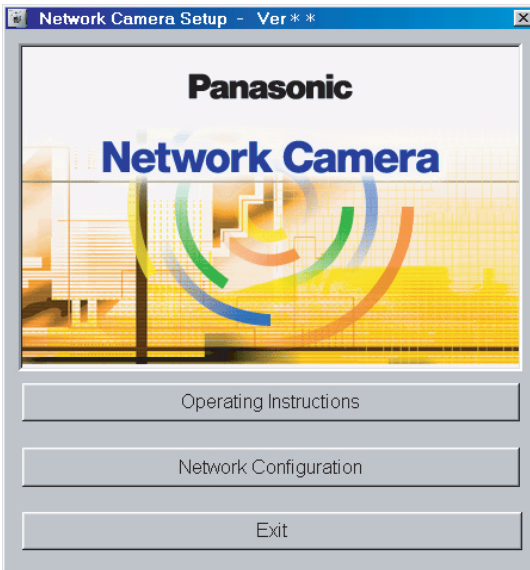 Network Camera Setup - Ver**
Panasonic
Network Camera
Operating Instructions
Network Configuration
Exit